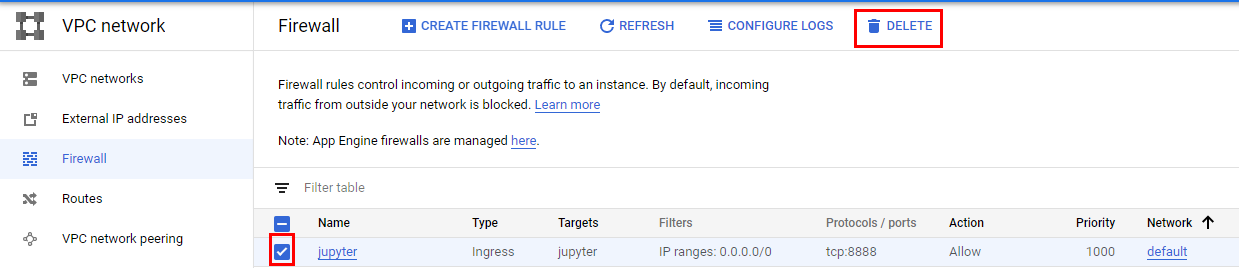 VPC network
Firewall
CREATE FIREWALL RULE
REFRESH
CONFIGURE LOGS
DELETE
VPC networks
External IP addresses
Firewall
Routes
VPC network peering
Firewall rules control incoming or outgoing traffic to an instance. By default, incoming
traffic from outside your network is blocked. Learn more
Note: App Engine firewalls are managed here.
Filter table
Name Type Targets Filters Protocols / ports Action Priority Network
jupyter Ingress jupyter IP ranges: 0.0.0.0/0 tcp:8888 Allow 1000 default